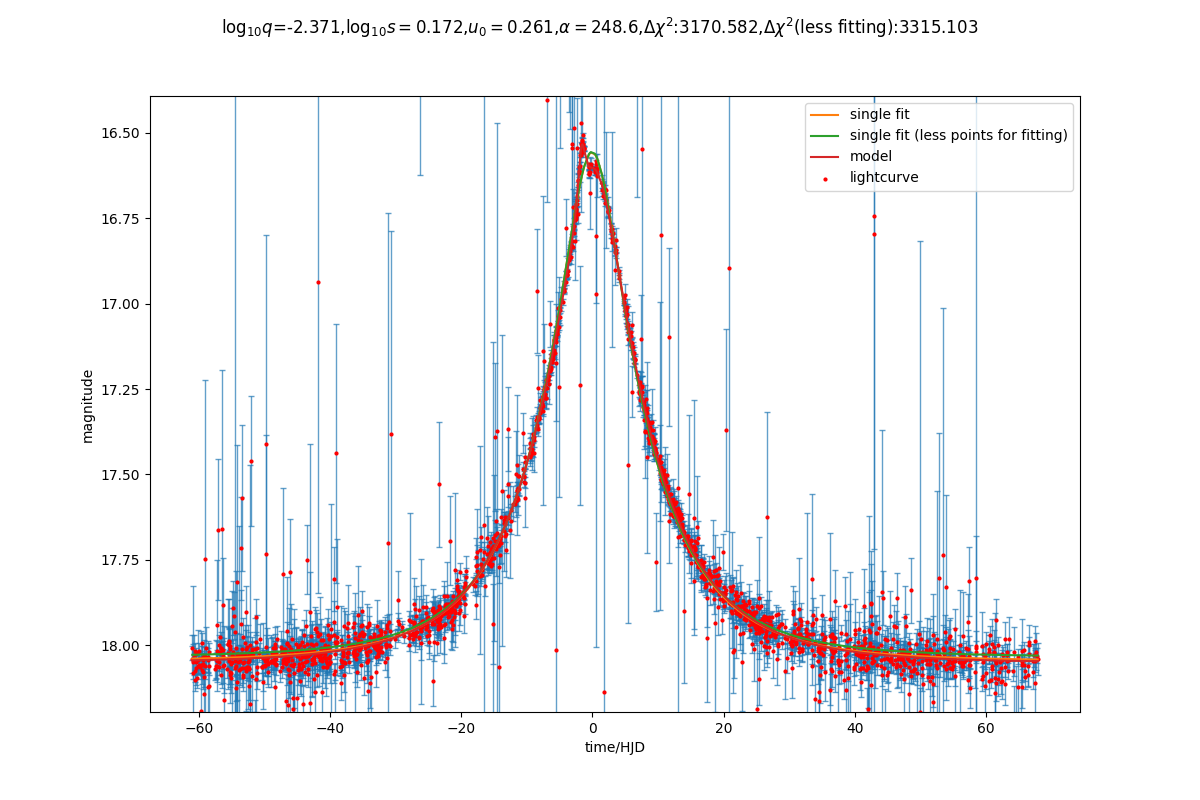 log₁₀q=-2.371,log₁₀s = 0.172,u₀ = 0.261,α = 248.6,Δχ²:3170.582,Δχ²(less fitting):3315.103
single fit
single fit (less points for fitting)
model
lightcurve
16.50
16.75
17.00
17.25
17.50
17.75
18.00
magnitude
−60
−40
−20
0
20
40
60
time/HJD